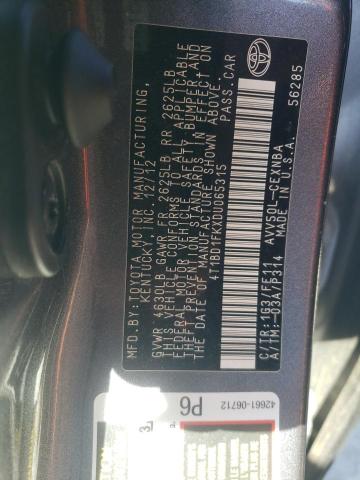 MFD.BY:TOYOTA MOTOR MANUFACTURING,
KENTUCKY, INC. 12/12
GVWR 4630LB GAWR FR 2625LB RR 2625LB
THIS VEHICLE CONFORMS TO ALL APPLICABLE
FEDERAL MOTOR VEHICLE SAFETY, BUMPER, AND
THEFT PREVENTION STANDARDS IN EFFECT ON
THE DATE OF MANUFACTURE SHOWN ABOVE.
4T1BD1FKXDU065315 PASS.CAR
C/TR:1G3/FE11 AVV50L-CEXNBA
A/TM:-03A/P314 MADE IN U.S.A.
56285
TOYOTA
42661-06712
P6